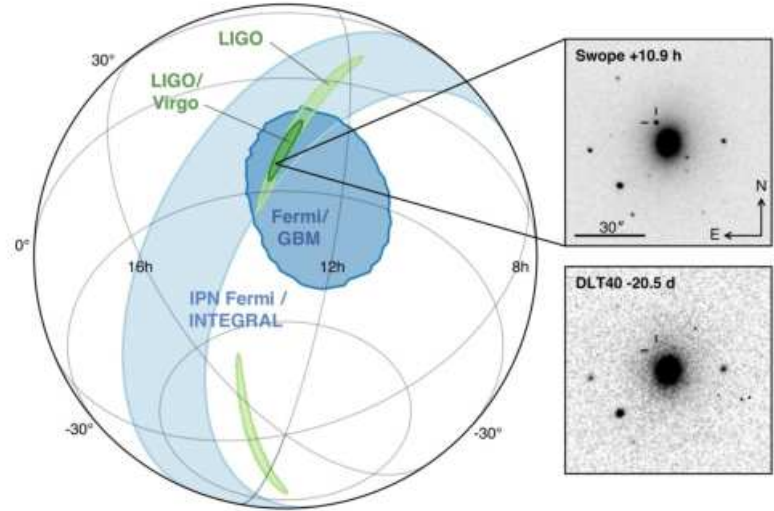 LIGO
LIGO/
Virgo
30°
Fermi/
GBM
0°
16h
12h
8h
IPN Fermi /
INTEGRAL
-30°
-30°
Swope +10.9 h
N
30"
E
DLT40 -20.5 d